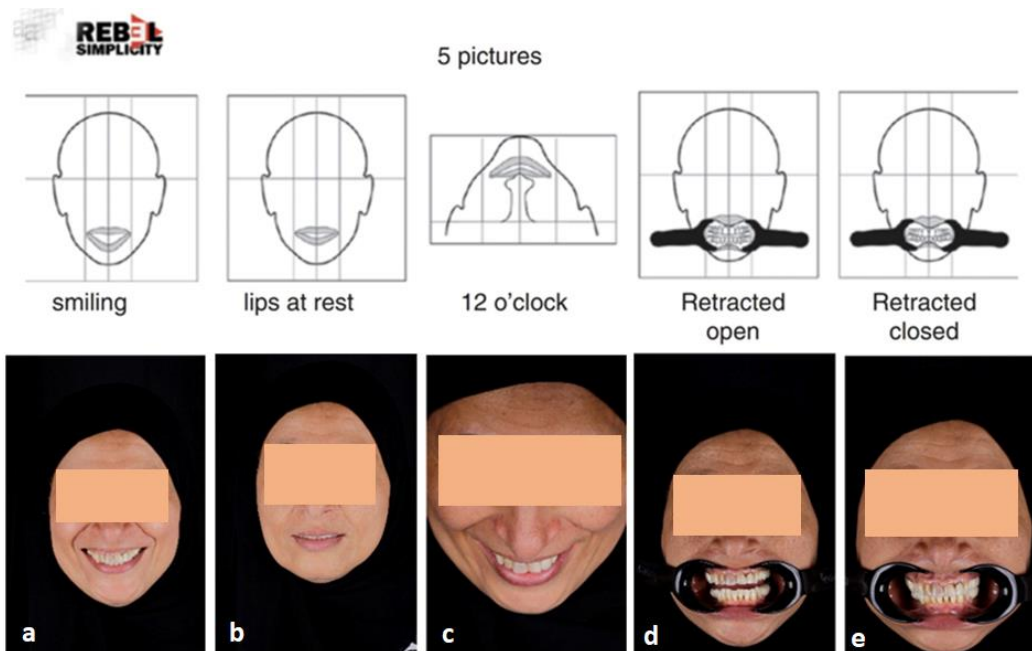 REBEL
SIMPLICITY
5 pictures
smiling
lips at rest
12 o'clock
Retracted
open
Retracted
closed
a
b
c
d
e